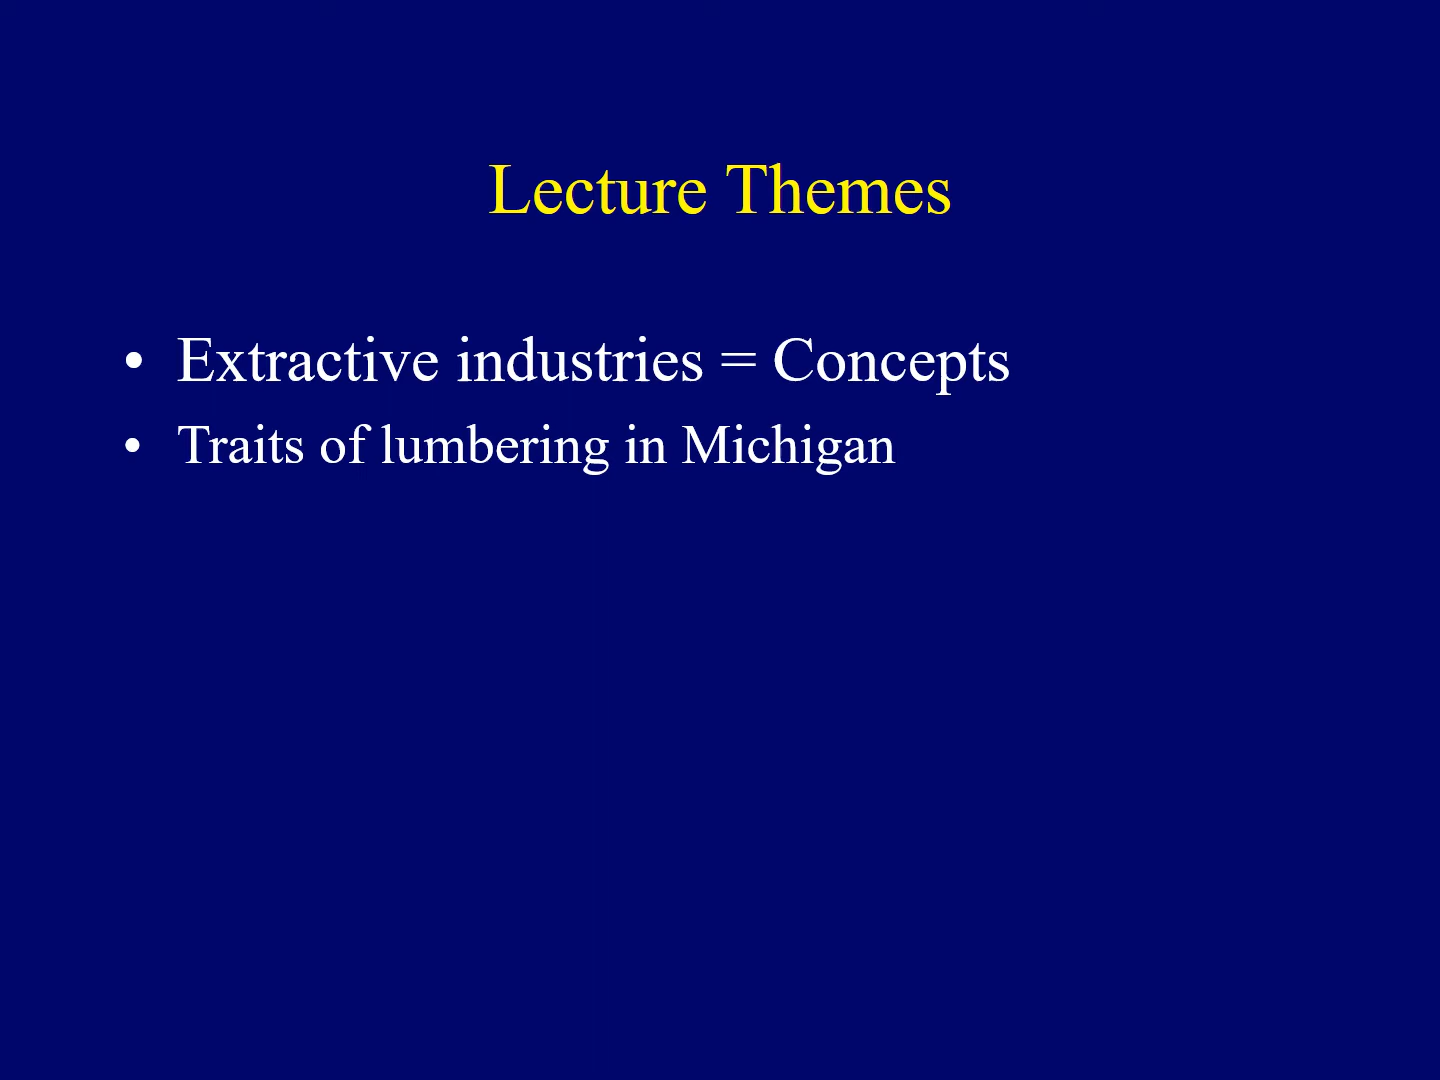 Lecture Themes
• Extractive industries = Concepts
• Traits of lumbering in Michigan